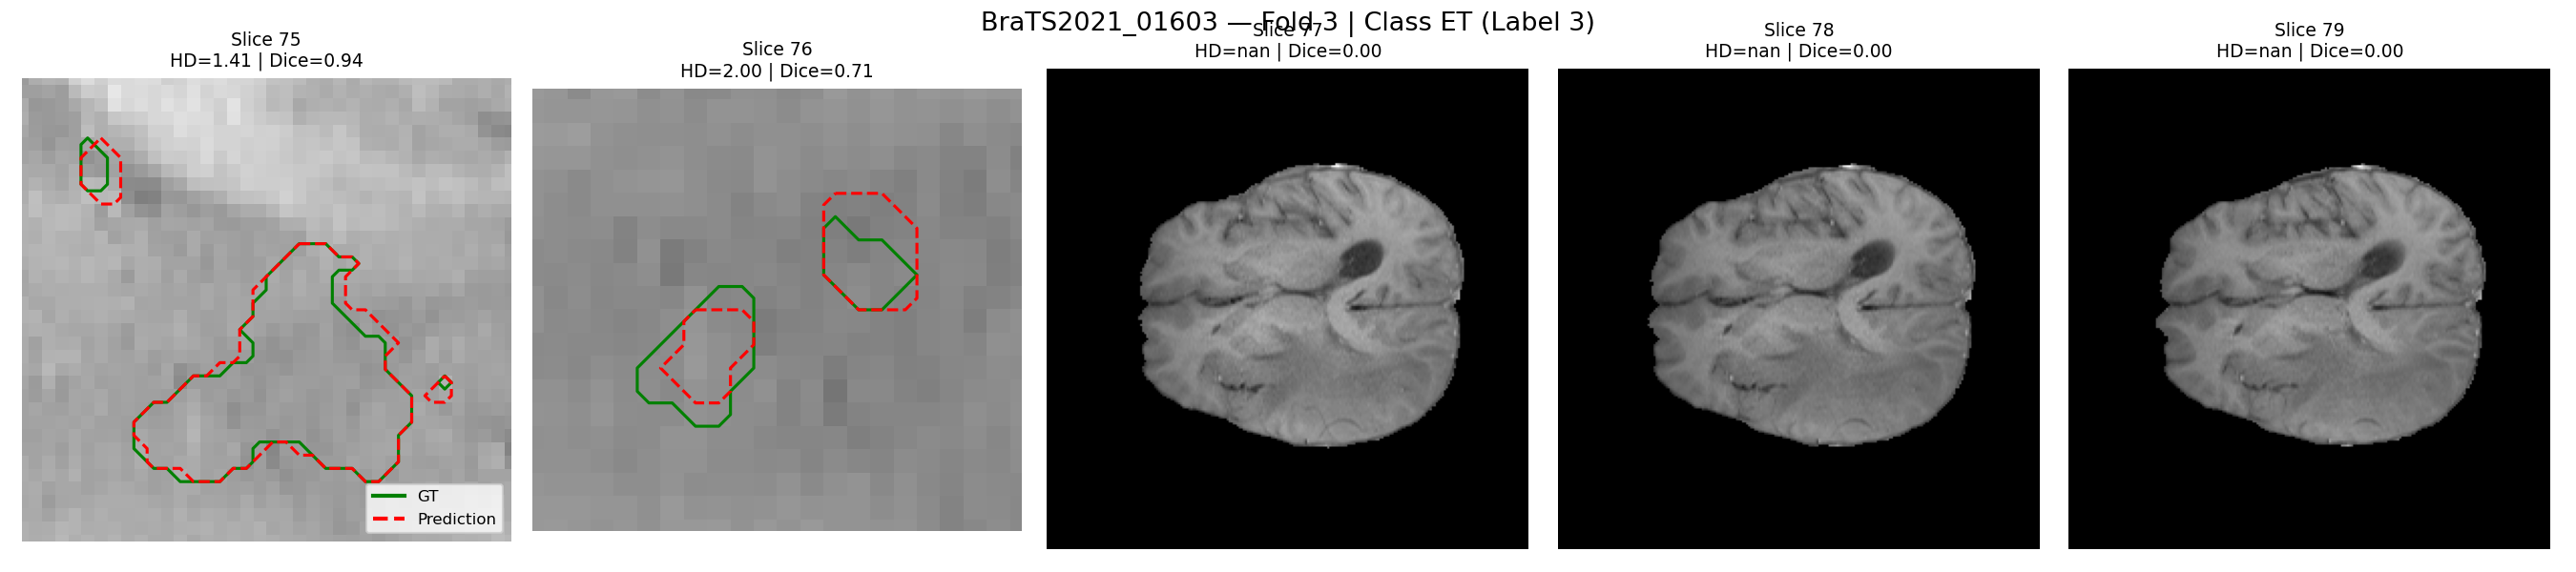 BraTS2021_01603 — Fold 3 | Class ET (Label 3)
Slice 75
HD=1.41 | Dice=0.94
Slice 76
HD=2.00 | Dice=0.71
Slice 77
HD=nan | Dice=0.00
Slice 78
HD=nan | Dice=0.00
Slice 79
HD=nan | Dice=0.00
GT
Prediction